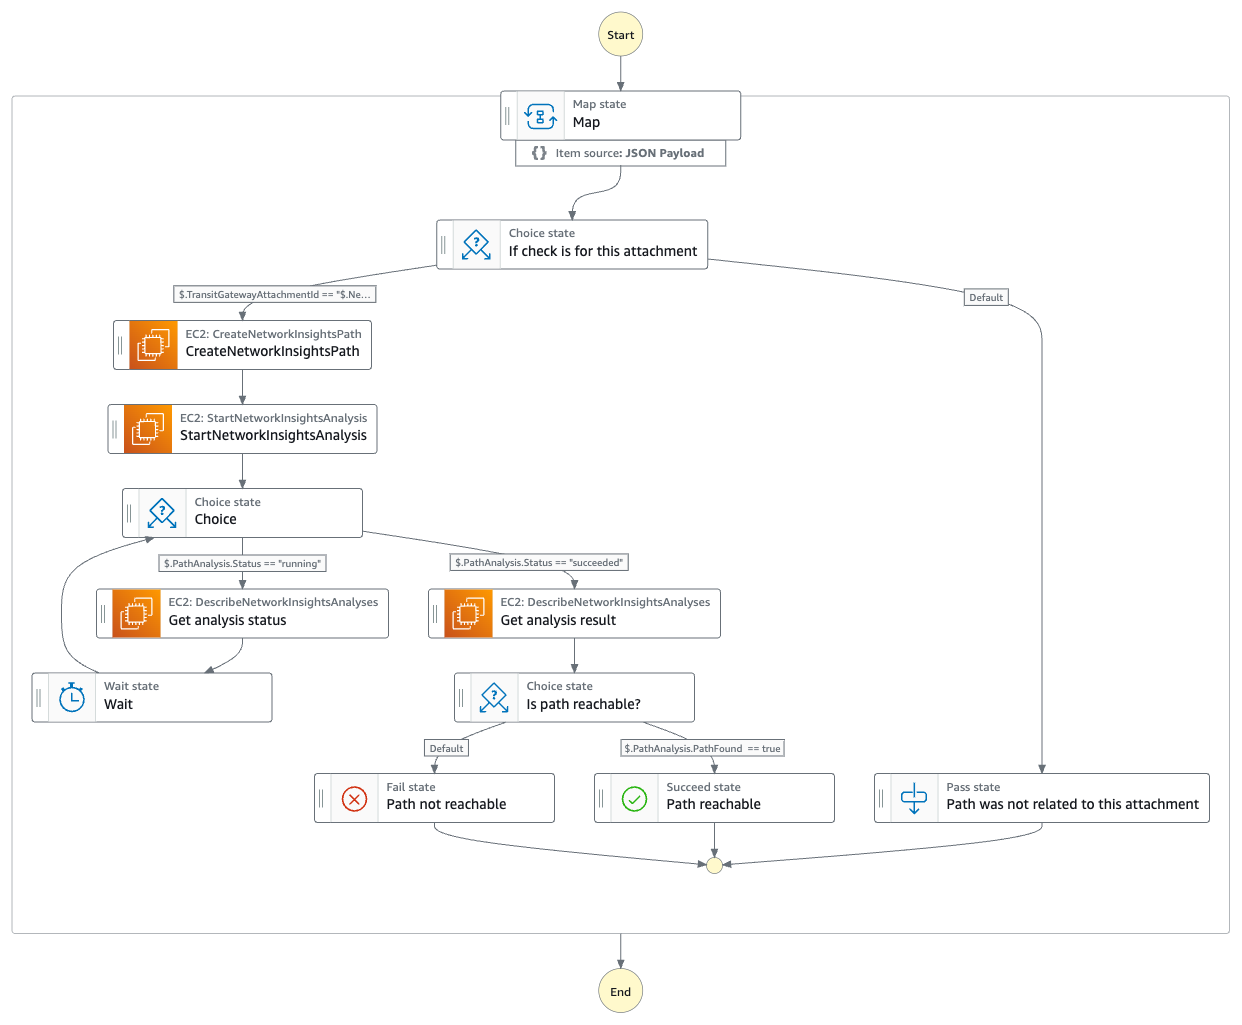 Start
Map state
Map
{} Item source: JSON Payload
Choice state
If check is for this attachment
$.TransitGatewayAttachmentId == "$.Ne...
Default
EC2: CreateNetworkInsightsPath
CreateNetworkInsightsPath
EC2: StartNetworkInsightsAnalysis
StartNetworkInsightsAnalysis
Choice state
Choice
$.PathAnalysis.Status == "running"
$.PathAnalysis.Status == "succeeded"
EC2: DescribeNetworkInsightsAnalyses
Get analysis status
EC2: DescribeNetworkInsightsAnalyses
Get analysis result
Wait state
Wait
Choice state
Is path reachable?
Default
$.PathAnalysis.PathFound == true
Fail state
Path not reachable
Succeed state
Path reachable
Pass state
Path was not related to this attachment
End